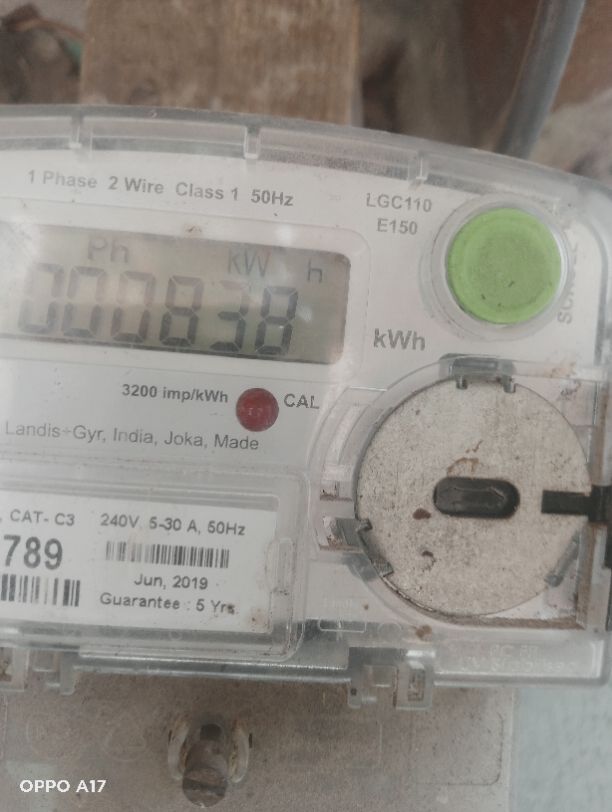 1 Phase 2 Wire Class 1 50Hz
LGC110
E150
Ph kW h
000838
kWh
3200 imp/kWh
CAL
Landis+Gyr, India, Joka, Made
CAT-C3 240V, 5-30 A, 50Hz
789
Jun, 2019
Guarantee : 5 Yrs
OPPO A17